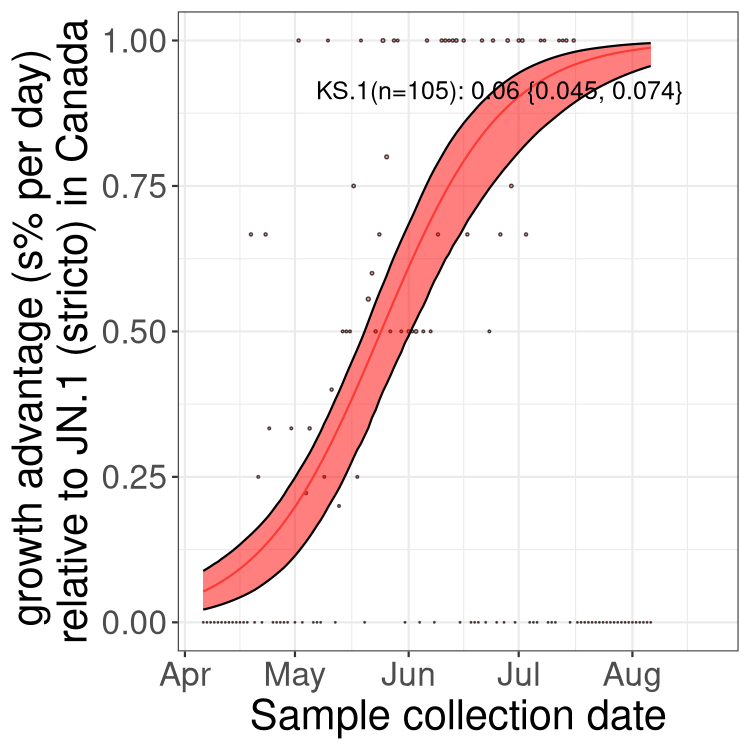 growth advantage (s% per day)
relative to JN.1 (stricto) in Canada
1.00
0.75
0.50
0.25
0.00
KS.1(n=105): 0.06 {0.045, 0.074}
Apr May Jun Jul Aug
Sample collection date